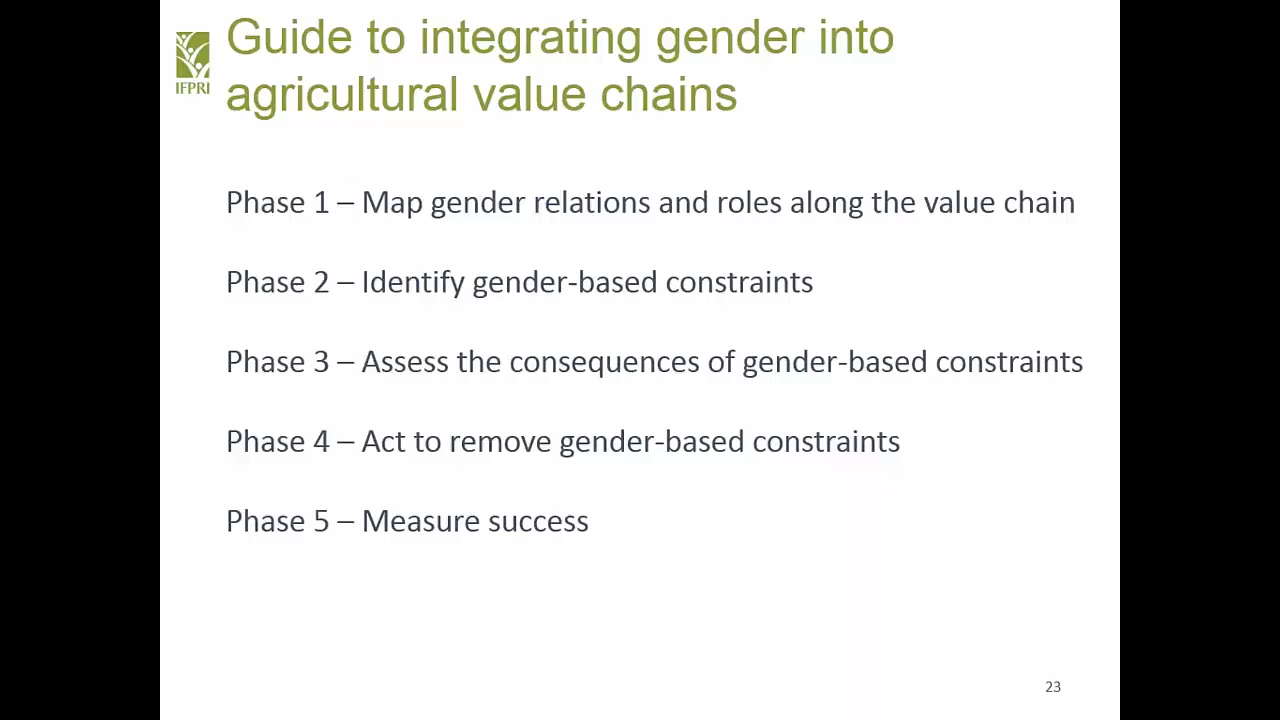 Guide to integrating gender into
agricultural value chains
IFPRI
Phase 1 – Map gender relations and roles along the value chain
Phase 2 – Identify gender-based constraints
Phase 3 – Assess the consequences of gender-based constraints
Phase 4 – Act to remove gender-based constraints
Phase 5 – Measure success
23